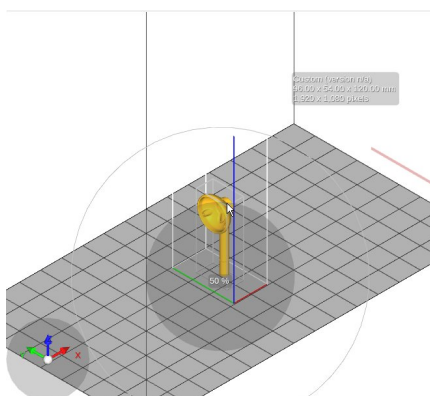 Custom (version n/a)
96.00 x 54.00 x 120.00 mm
1,920 x 1,080 pixels
50 %
X